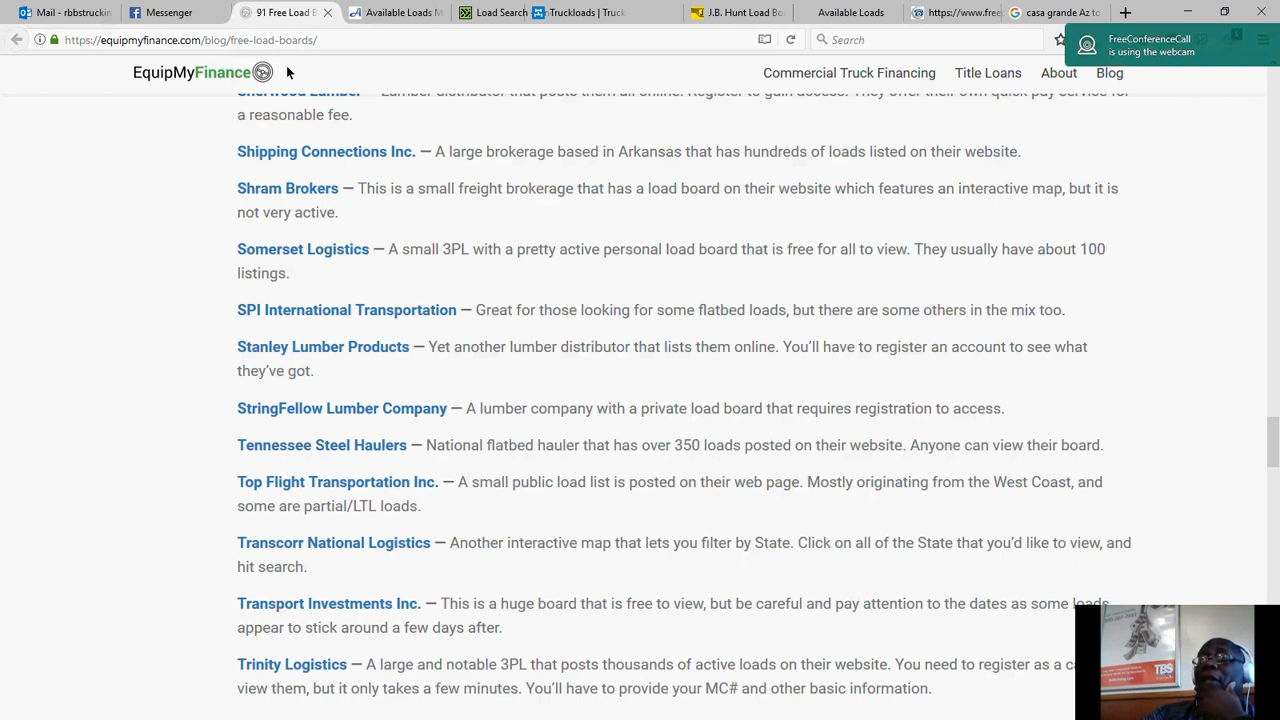 Mail - rbbstruckin
Messenger
91 Free Load B
Available Loads M
Load Search
Truckloads | Truck
J.B. Hunt Load Bo
Available Loads
https://www.free
casa grande Az to
https://equipmyfinance.com/blog/free-load-boards/
Search
FreeConferenceCall
is using the webcam
EquipMyFinance
Commercial Truck Financing
Title Loans
About
Blog
Sherwood Lumber — Lumber distributor that posts them all online. Register to gain access. They offer their own quick pay service for
a reasonable fee.
Shipping Connections Inc. — A large brokerage based in Arkansas that has hundreds of loads listed on their website.
Shram Brokers — This is a small freight brokerage that has a load board on their website which features an interactive map, but it is
not very active.
Somerset Logistics — A small 3PL with a pretty active personal load board that is free for all to view. They usually have about 100
listings.
SPI International Transportation — Great for those looking for some flatbed loads, but there are some others in the mix too.
Stanley Lumber Products — Yet another lumber distributor that lists them online. You’ll have to register an account to see what
they’ve got.
StringFellow Lumber Company — A lumber company with a private load board that requires registration to access.
Tennessee Steel Haulers — National flatbed hauler that has over 350 loads posted on their website. Anyone can view their board.
Top Flight Transportation Inc. — A small public load list is posted on their web page. Mostly originating from the West Coast, and
some are partial/LTL loads.
Transcorr National Logistics — Another interactive map that lets you filter by State. Click on all of the State that you’d like to view, and
hit search.
Transport Investments Inc. — This is a huge board that is free to view, but be careful and pay attention to the dates as some loads
appear to stick around a few days after.
Trinity Logistics — A large and notable 3PL that posts thousands of active loads on their website. You need to register as a
view them, but it only takes a few minutes. You’ll have to provide your MC# and other basic information.
TBS